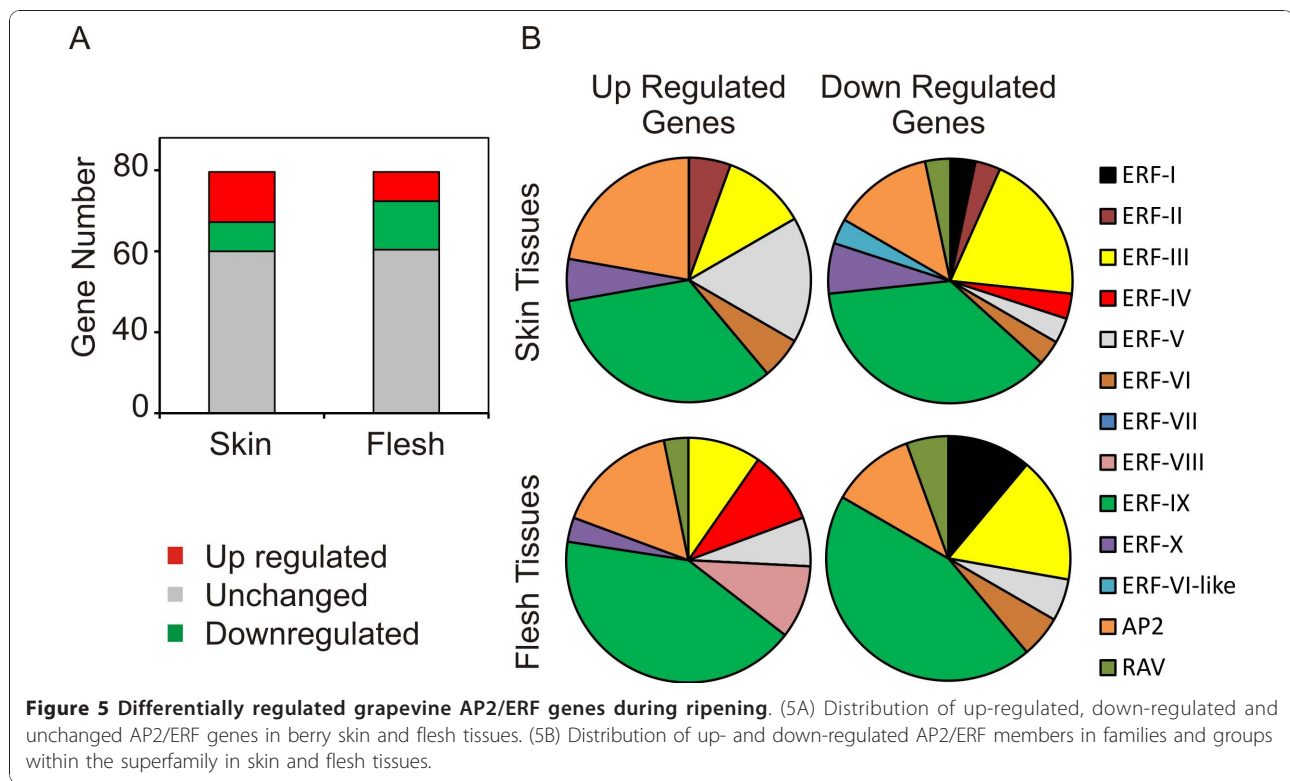 A
Gene Number
80
60
40
20
0
Skin
Flesh
Up regulated
Unchanged
Downregulated
B
Up Regulated
Genes
Down Regulated
Genes
Skin Tissues
Flesh Tissues
ERF-I
ERF-II
ERF-III
ERF-IV
ERF-V
ERF-VI
ERF-VII
ERF-VIII
ERF-IX
ERF-X
ERF-VI-like
AP2
RAV
Figure 5 Differentially regulated grapevine AP2/ERF genes during ripening. (5A) Distribution of up-regulated, down-regulated and
unchanged AP2/ERF genes in berry skin and flesh tissues. (5B) Distribution of up- and down-regulated AP2/ERF members in families and groups
within the superfamily in skin and flesh tissues.